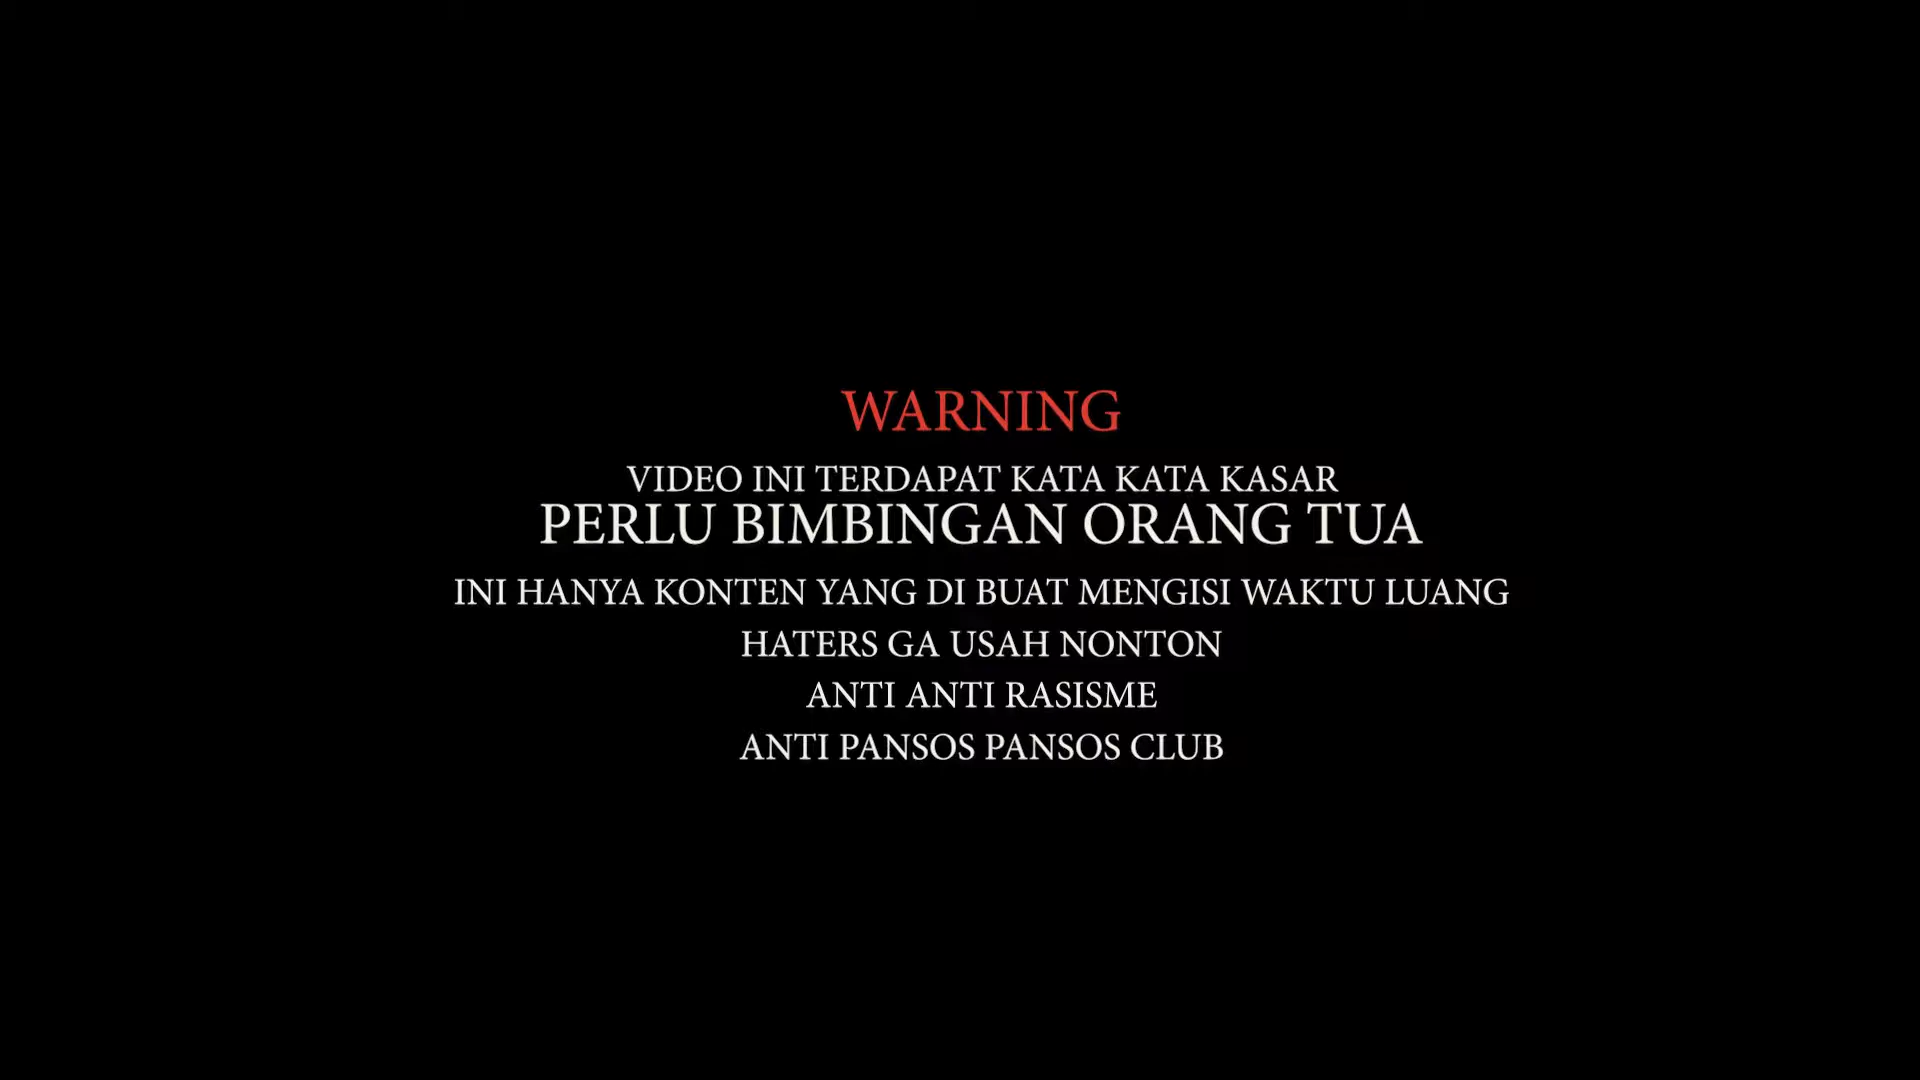 WARNING
VIDEO INI TERDAPAT KATA KATA KASAR
PERLU BIMBINGAN ORANG TUA
INI HANYA KONTEN YANG DI BUAT MENGISI WAKTU LUANG
HATERS GA USAH NONTON
ANTI ANTI RASISME
ANTI PANSOS PANSOS CLUB